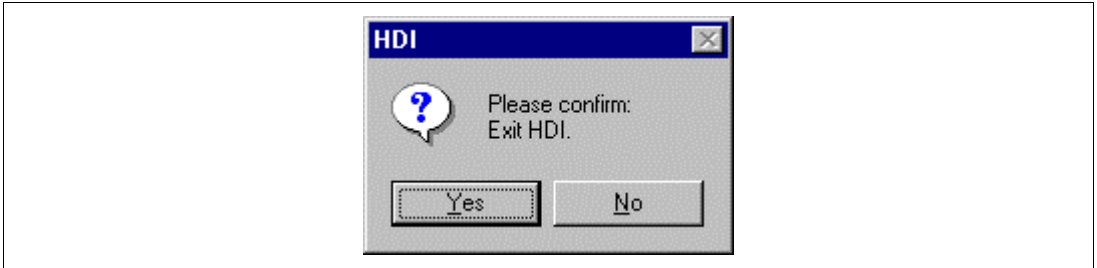 HDI
?
Please confirm:
Exit HDI.
Yes No